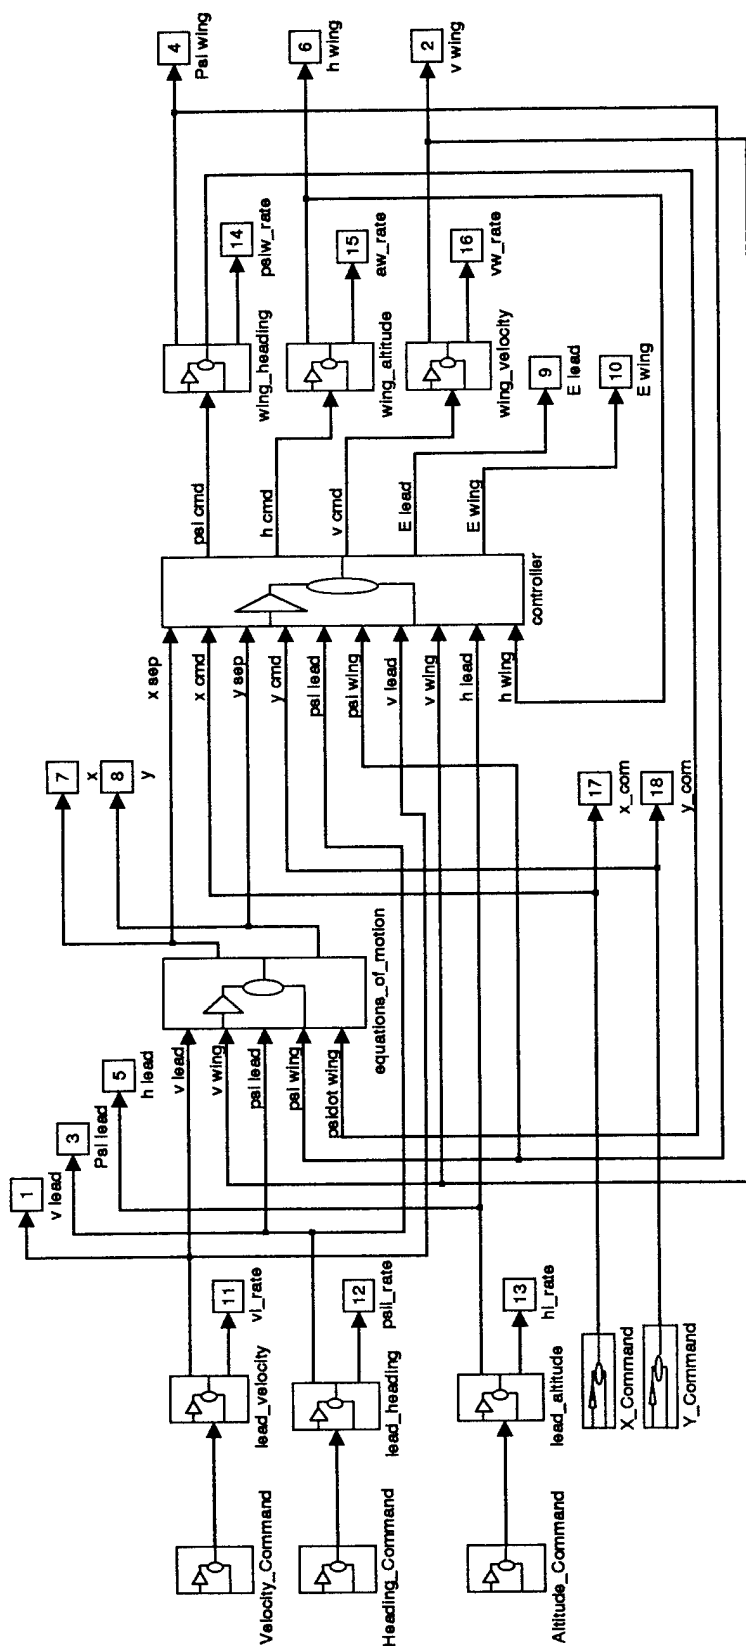 Velocity_Command
Heading_Command
Altitude_Command
lead_velocity
11
vl_rate
lead_heading
12
psil_rate
lead_altitude
13
hl_rate
X_Command
Y_Command
1
v lead
3
Psi lead
5
h lead
v lead
v wing
psi lead
psi wing
psidot wing
equations_of_motion
7
x
8
y
17
x_com
18
y_com
x sep
x cmd
y sep
y cmd
psi lead
psi wing
v lead
v wing
h lead
h wing
controller
psi cmd
h cmd
v cmd
E lead
E wing
wing_heading
14
psiw_rate
wing_altitude
15
aw_rate
wing_velocity
16
vw_rate
9
E lead
10
E wing
4
Psi wing
6
h wing
2
v wing